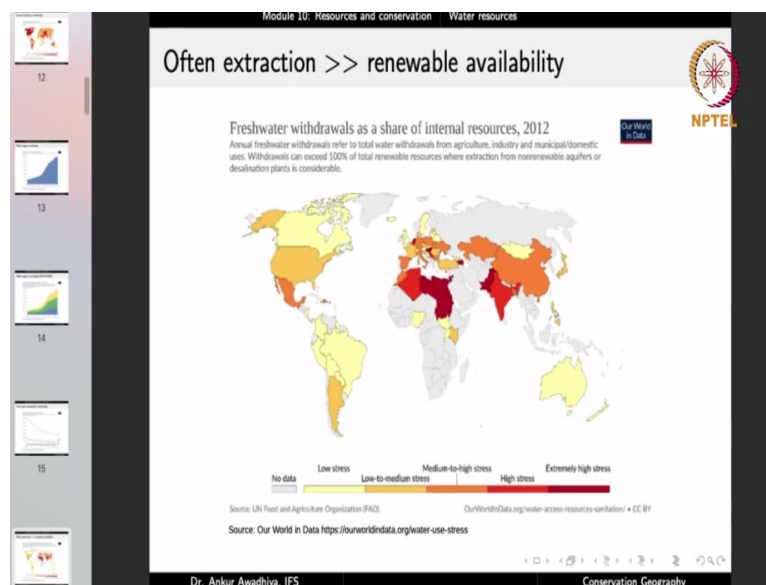 Module 10: Resources and conservation Water resources
Often extraction >> renewable availability
NPTEL
Freshwater withdrawals as a share of internal resources, 2012
Our World
in Data
Annual freshwater withdrawals refer to total water withdrawals from agriculture, industry and municipal/domestic
uses. Withdrawals can exceed 100% of total renewable resources where extraction from nonrenewable aquifers or
desalination plants is considerable.
12
13
14
15
No data
Low stress
Low-to-medium stress
Medium-to-high stress
High stress
Extremely high stress
Source: UN Food and Agriculture Organization (FAO)
OurWorldInData.org/water-access-resources-sanitation/ • CC BY
Source: Our World in Data https://ourworldindata.org/water-use-stress
Dr. Ankur Awadhiya, IFS
Conservation Geography